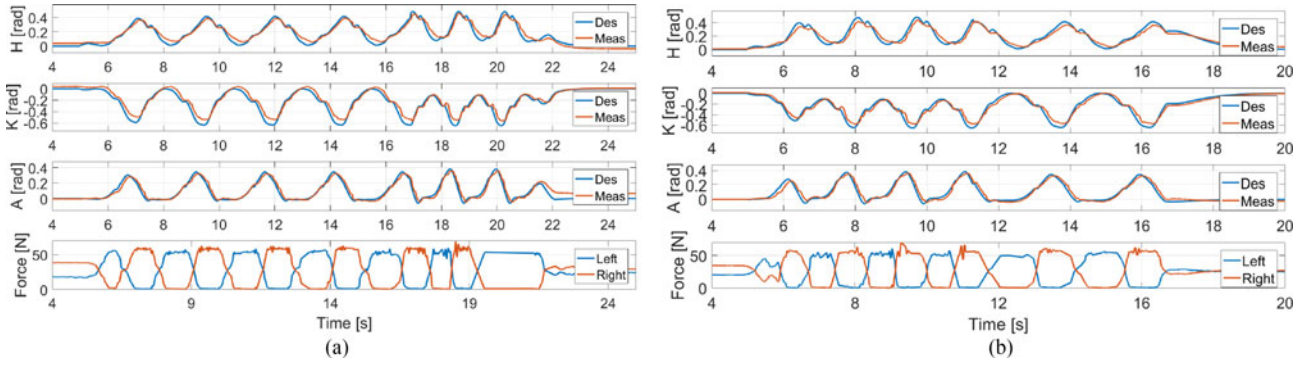 H [rad]
0.4
0.2
0
Des
Meas
4 6 8 10 12 14 16 18 20 22 24
K [rad]
0
-0.2
-0.4
-0.6
Des
Meas
4 6 8 10 12 14 16 18 20 22 24
A [rad]
0.4
0.2
0
Des
Meas
4 6 8 10 12 14 16 18 20 22 24
Force [N]
50
0
Left
Right
4 9 14 19
Time [s]
(a)
H [rad]
0.4
0.2
0
Des
Meas
4 6 8 10 12 14 16 18 20
K [rad]
0
-0.2
-0.4
-0.6
Des
Meas
4 6 8 10 12 14 16 18 20
A [rad]
0.4
0.2
0
Des
Meas
4 6 8 10 12 14 16 18 20
Force [N]
50
0
Left
Right
4 6 8 10 12 14 16 18 20
Time [s]
(b)